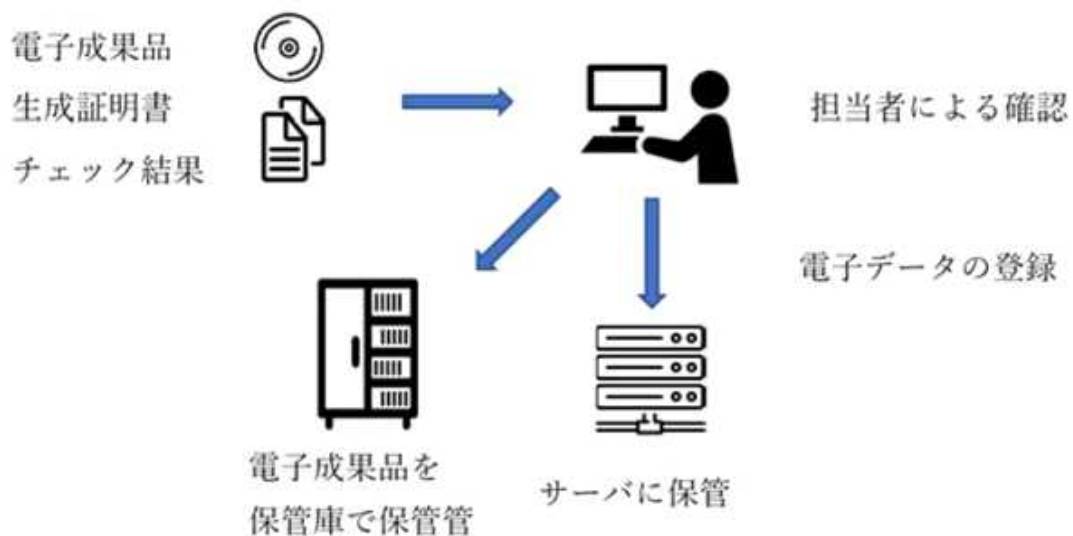 電子成果品
生成証明書
チェック結果
担当者による確認
電子データの登録
電子成果品を
保管庫で保管管
サーバに保管